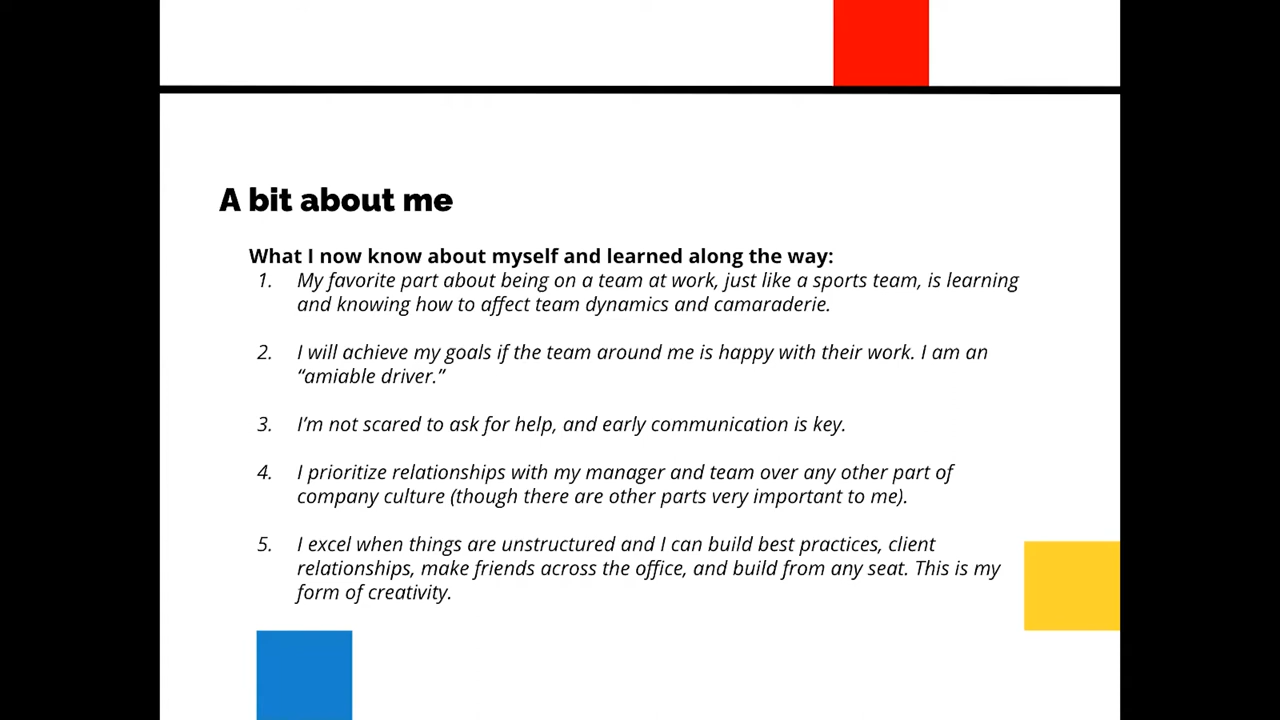 A bit about me
What I now know about myself and learned along the way:
1. My favorite part about being on a team at work, just like a sports team, is learning
and knowing how to affect team dynamics and camaraderie.
2. I will achieve my goals if the team around me is happy with their work. I am an
“amiable driver.”
3. I’m not scared to ask for help, and early communication is key.
4. I prioritize relationships with my manager and team over any other part of
company culture (though there are other parts very important to me).
5. I excel when things are unstructured and I can build best practices, client
relationships, make friends across the office, and build from any seat. This is my
form of creativity.